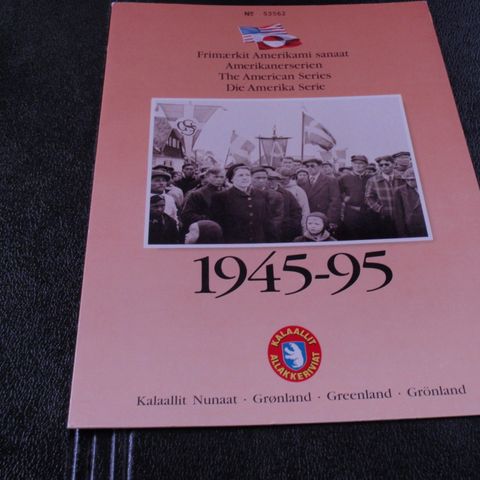 Nº 53562
Frimærkit Amerikami sanaat
Amerikanerserien
The American Series
Die Amerika Serie
1945-95
KALAALLIT
ALLAKKERIVIAT
Kalaallit Nunaat · Grønland · Greenland · Grönland